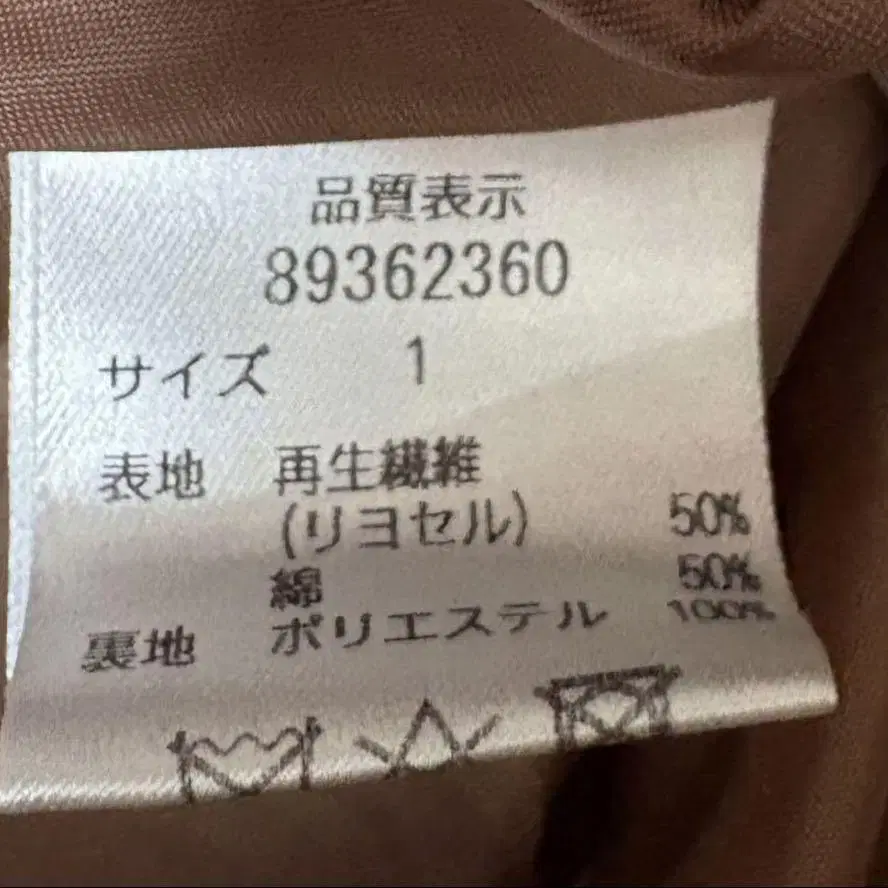 品質表示
89362360
サイズ 1
表地 再生繊維
(リヨセル) 50%
綿 50%
裏地 ポリエステル 100%